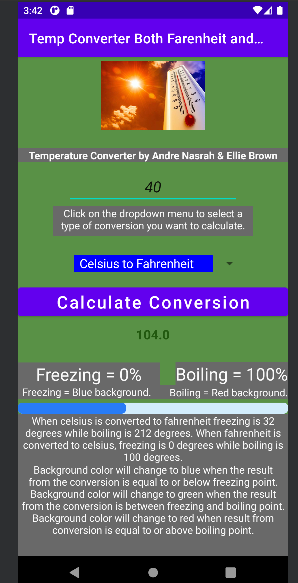 3:42
Temp Converter Both Farenheit and...
Temperature Converter by Andre Nasrah & Ellie Brown
40
Click on the dropdown menu to select a
type of conversion you want to calculate.
Celsius to Fahrenheit
Calculate Conversion
104.0
Freezing = 0%
Boiling = 100%
Freezing = Blue background.
Boiling = Red background.
When celsius is converted to fahrenheit freezing is 32
degrees while boiling is 212 degrees. When fahrenheit is
converted to celsius, freezing is 0 degrees while boiling is
100 degrees.
Background color will change to blue when the result
from the conversion is equal to or below freezing point.
Background color will change to green when the result
from the conversion is between freezing and boiling point.
Background color will change to red when result from
conversion is equal to or above boiling point.